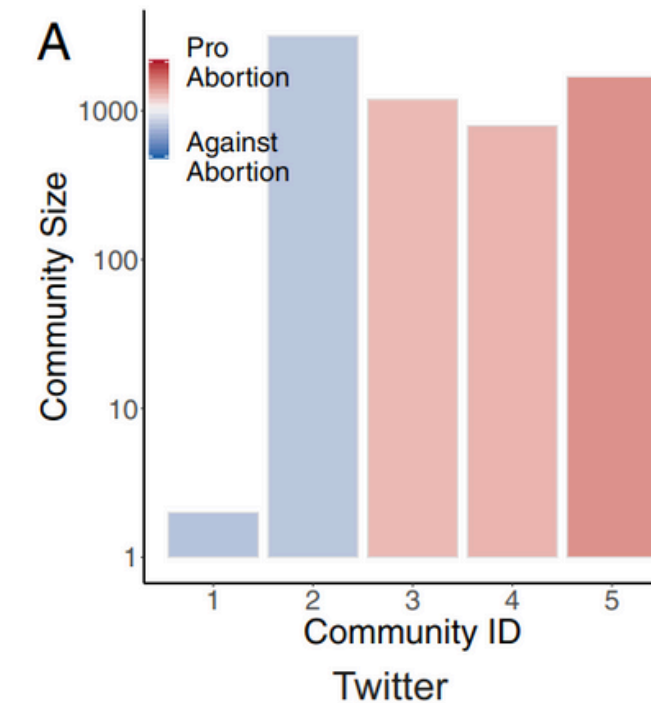 A
Pro
Abortion
Against
Abortion
Community Size
1000
100
10
1
1 2 3 4 5
Community ID
Twitter